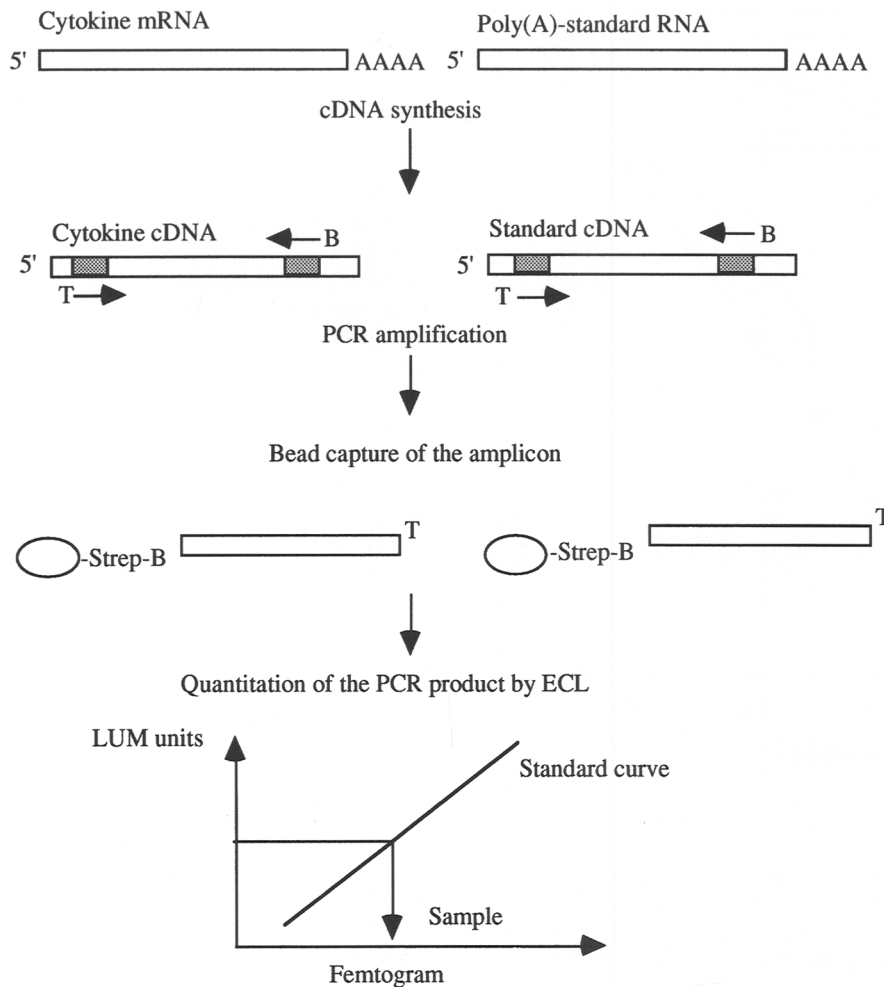 Cytokine mRNA
Poly(A)-standard RNA
5'
AAAA
5'
AAAA
cDNA synthesis
Cytokine cDNA
B
Standard cDNA
B
5'
5'
T
T
PCR amplification
Bead capture of the amplicon
T
T
-Strep-B
-Strep-B
Quantitation of the PCR product by ECL
LUM units
Standard curve
Sample
Femtogram